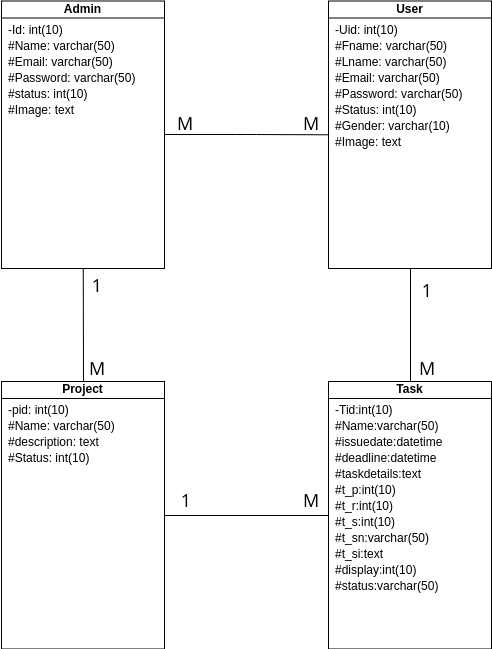 Admin
-Id: int(10)
#Name: varchar(50)
#Email: varchar(50)
#Password: varchar(50)
#status: int(10)
#Image: text
User
-Uid: int(10)
#Fname: varchar(50)
#Lname: varchar(50)
#Email: varchar(50)
#Password: varchar(50)
#Status: int(10)
#Gender: varchar(10)
#Image: text
M
M
1
M
1
M
Project
-pid: int(10)
#Name: varchar(50)
#description: text
#Status: int(10)
1
M
Task
-Tid:int(10)
#Name:varchar(50)
#issuedate:datetime
#deadline:datetime
#taskdetails:text
#t_p:int(10)
#t_r:int(10)
#t_s:int(10)
#t_sn:varchar(50)
#t_si:text
#display:int(10)
#status:varchar(50)